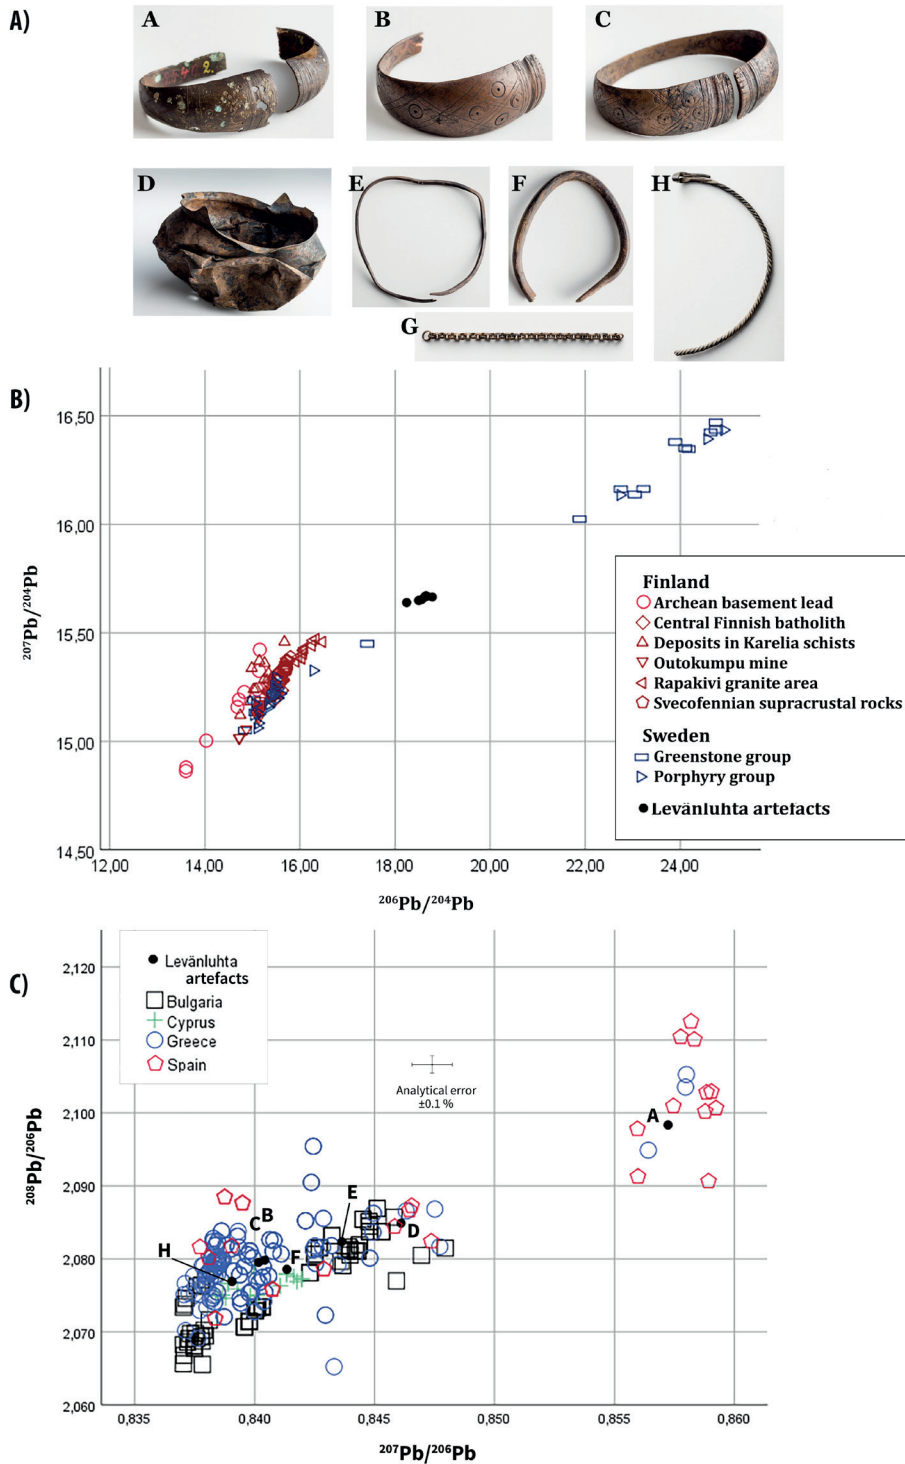 A)
A
B
C
D
E
F
H
G
B)
16,50
16,00
15,50
15,00
14,50
12,00 14,00 16,00 18,00 20,00 22,00 24,00
²⁰⁷Pb/²⁰⁴Pb
²⁰⁶Pb/²⁰⁴Pb
Finland
Archean basement lead
Central Finnish batholith
Deposits in Karelia schists
Outokumpu mine
Rapakivi granite area
Svecofennian supracrustal rocks
Sweden
Greenstone group
Porphyry group
Levänluhta artefacts
C)
2,120
2,110
2,100
2,090
2,080
2,070
2,060
²⁰⁸Pb/²⁰⁶Pb
Levänluhta
artefacts
Bulgaria
Cyprus
Greece
Spain
Analytical error
±0.1 %
A
B
C
E
D
F
H
0,835 0,840 0,845 0,850 0,855 0,860
²⁰⁷Pb/²⁰⁶Pb